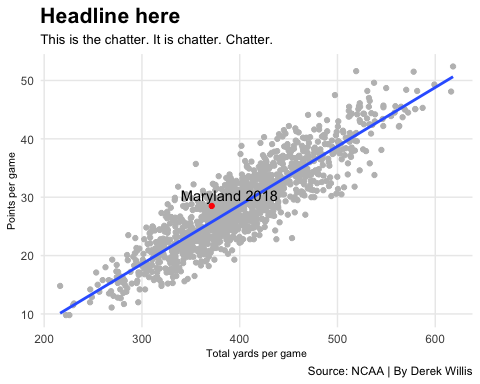 Headline here
This is the chatter. It is chatter. Chatter.
Points per game
50
40
30
20
10
Maryland 2018
200 300 400 500 600
Total yards per game
Source: NCAA | By Derek Willis